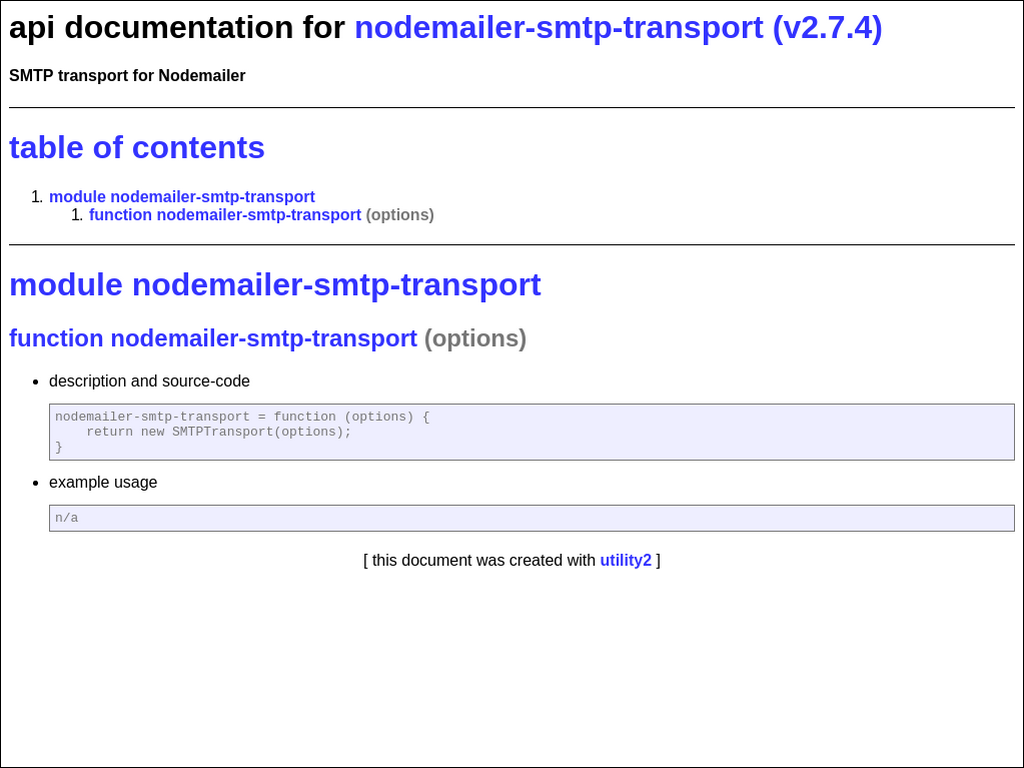 api documentation for nodemailer-smtp-transport (v2.7.4)
SMTP transport for Nodemailer
table of contents
1. module nodemailer-smtp-transport
1. function nodemailer-smtp-transport (options)
module nodemailer-smtp-transport
function nodemailer-smtp-transport (options)
• description and source-code
nodemailer-smtp-transport = function (options) {
    return new SMTPTransport(options);
}
• example usage
n/a
[ this document was created with utility2 ]